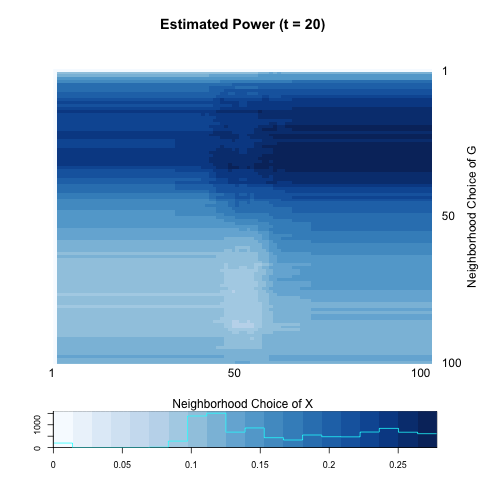 Estimated Power (t = 20)
1
Neighborhood Choice of G
50
100
1 50 100
Neighborhood Choice of X
0 1000
0 0.05 0.1 0.15 0.2 0.25